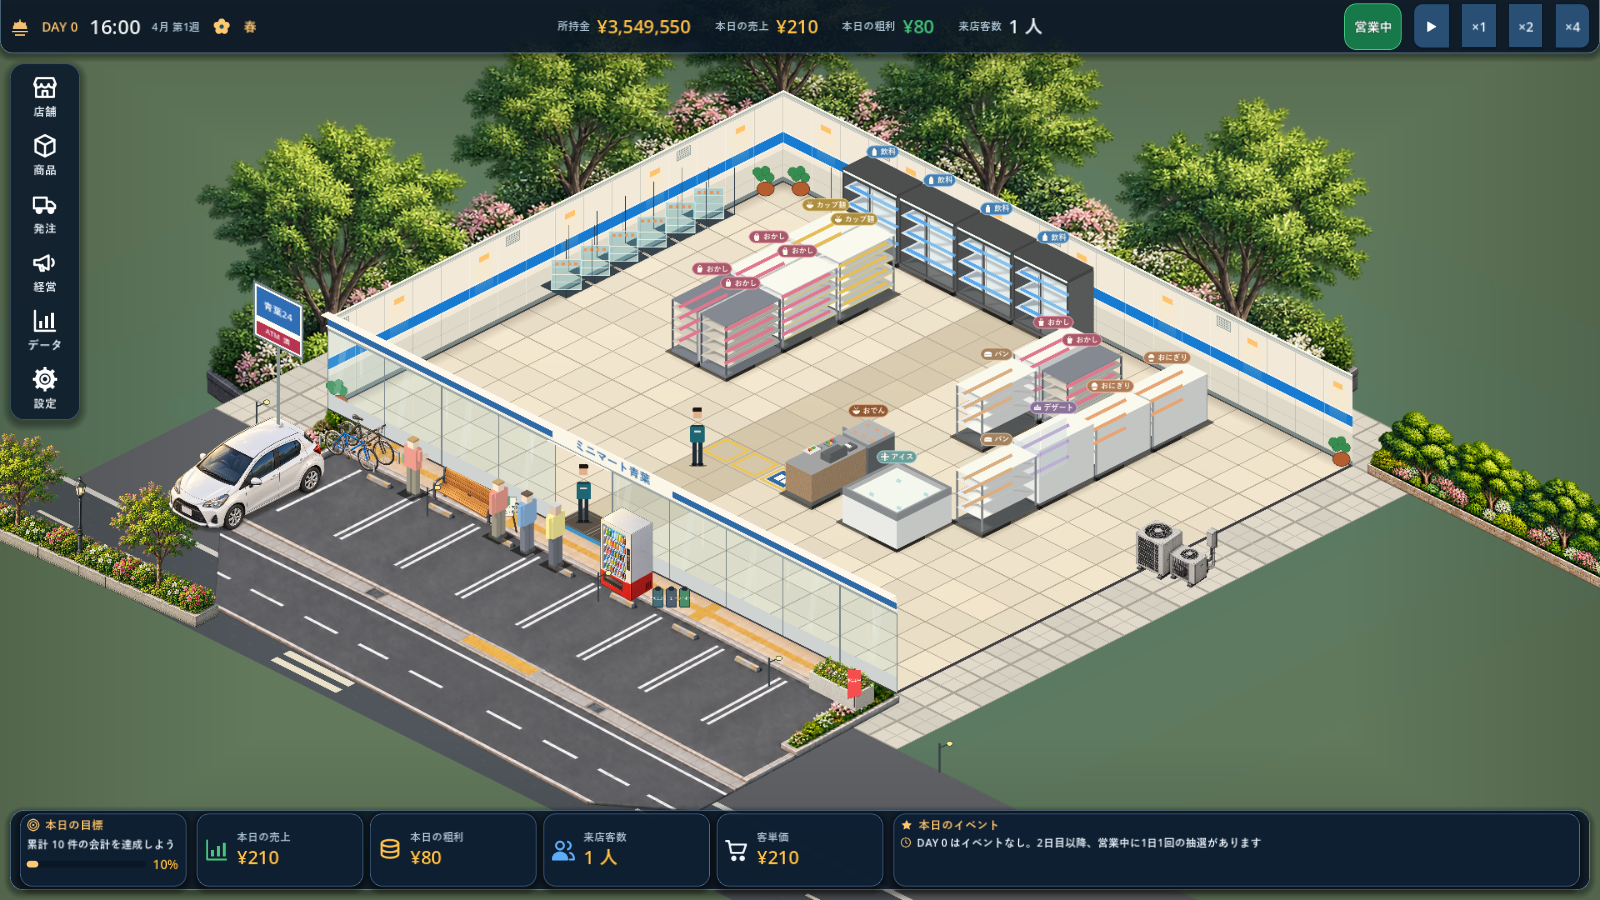 DAY 0 16:00 4月 第1週 春
所持金 ¥3,549,550 本日の売上 ¥210 本日の粗利 ¥80 来店客数 1 人
営業中 ×1 ×2 ×4
店舗
商品
発注
経営
データ
設定
飲料
飲料
飲料
飲料
カップ麺
カップ麺
おかし
おかし
おかし
おかし
おかし
おかし
パン
おにぎり
おにぎり
デザート
おでん
パン
アイス
青葉24
ミニマート青葉
本日の目標
累計 10 件の会計を達成しよう
10%
本日の売上
¥210
本日の粗利
¥80
来店客数
1 人
客単価
¥210
本日のイベント
DAY 0 はイベントなし。2日目以降、営業中に1日1回の抽選があります